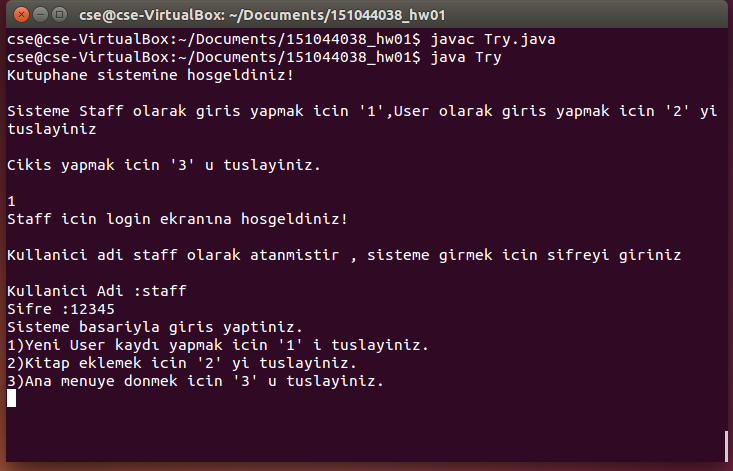 cse@cse-VirtualBox: ~/Documents/151044038_hw01
cse@cse-VirtualBox:~/Documents/151044038_hw01$ javac Try.java
cse@cse-VirtualBox:~/Documents/151044038_hw01$ java Try
Kutuphane sistemine hosgeldiniz!
Sisteme Staff olarak giris yapmak icin '1',User olarak giris yapmak icin '2' yi
tuslayiniz
Cikis yapmak icin '3' u tuslayiniz.
1
Staff icin login ekranına hosgeldiniz!
Kullanici adi staff olarak atanmistir , sisteme girmek icin sifreyi giriniz
Kullanici Adi :staff
Sifre :12345
Sisteme basariyla giris yaptiniz.
1)Yeni User kaydı yapmak icin '1' i tuslayiniz.
2)Kitap eklemek icin '2' yi tuslayiniz.
3)Ana menuye donmek icin '3' u tuslayiniz.